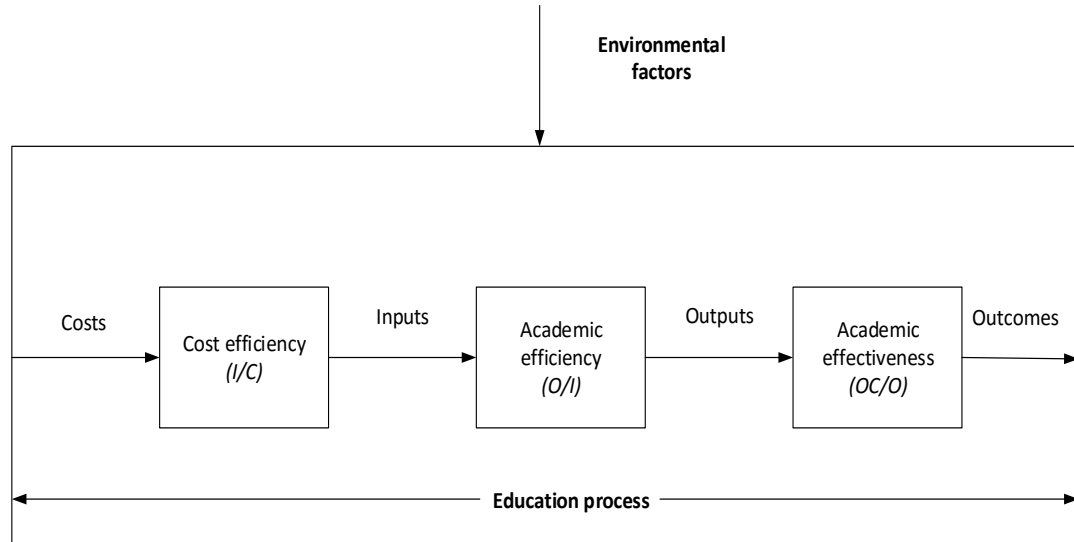 Environmental
factors
Costs
Cost efficiency
(I/C)
Inputs
Academic
efficiency
(O/I)
Outputs
Academic
effectiveness
(OC/O)
Outcomes
Education process